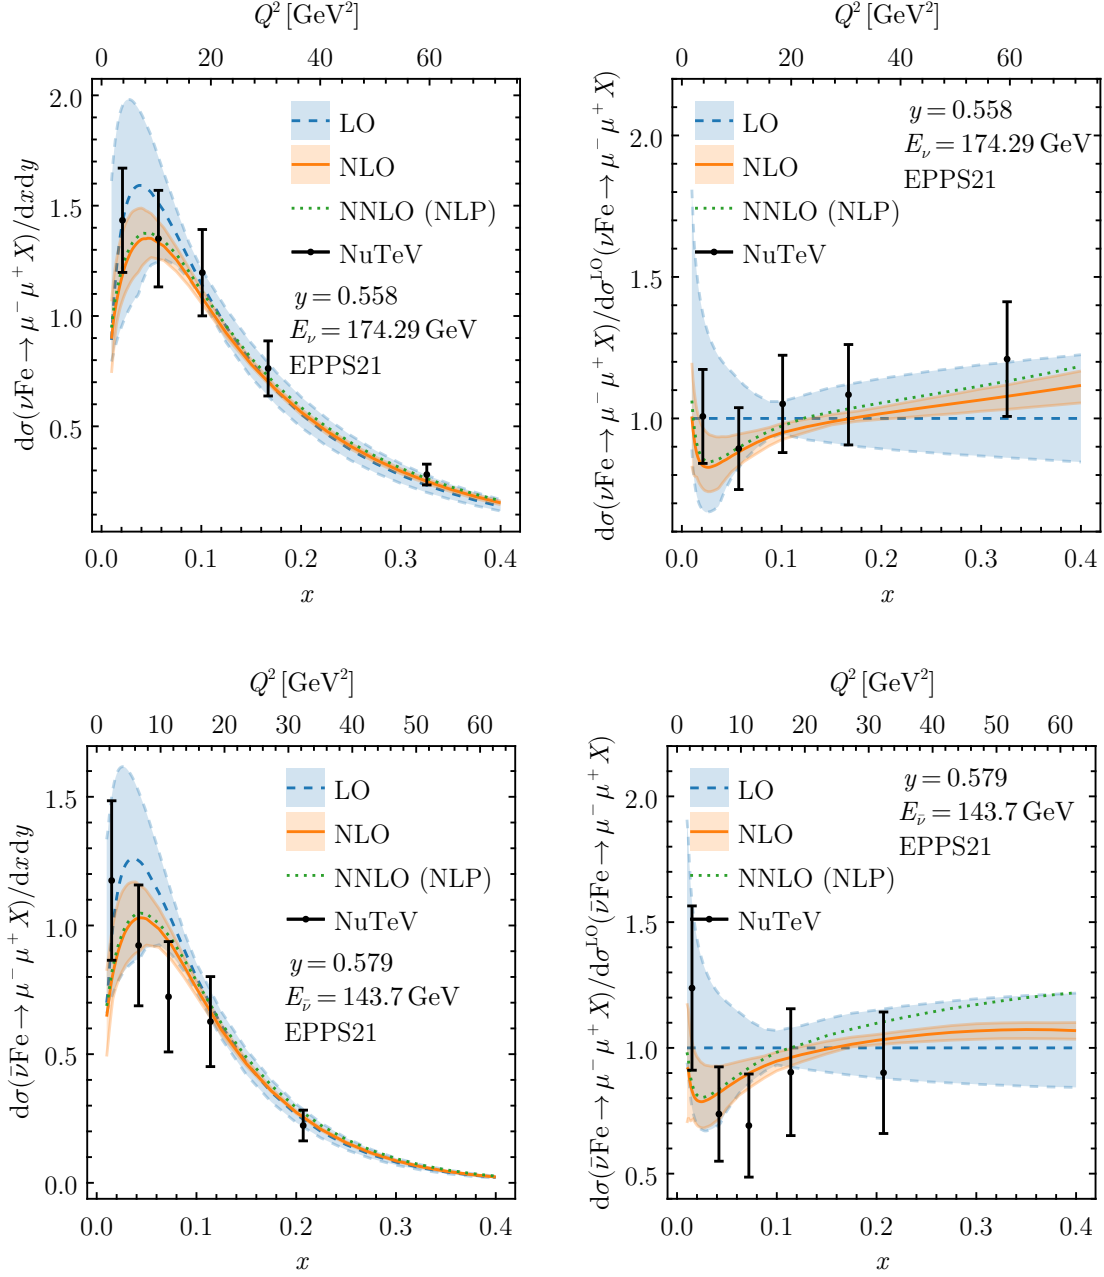 Q² [GeV²]
0 20 40 60
dσ(νFe → μ⁻ μ⁺ X)/dxdy
2.0
1.5
1.0
0.5
LO
NLO
NNLO (NLP)
NuTeV
y = 0.558
E_ν = 174.29 GeV
EPPS21
0.0 0.1 0.2 0.3 0.4
x
Q² [GeV²]
0 20 40 60
dσ(νFe → μ⁻ μ⁺ X)/dσ^LO(νFe → μ⁻ μ⁺ X)
2.0
1.5
1.0
LO
NLO
NNLO (NLP)
NuTeV
y = 0.558
E_ν = 174.29 GeV
EPPS21
0.0 0.1 0.2 0.3 0.4
x
Q² [GeV²]
0 10 20 30 40 50 60
dσ(ν̄Fe → μ⁻ μ⁺ X)/dxdy
1.5
1.0
0.5
0.0
LO
NLO
NNLO (NLP)
NuTeV
y = 0.579
E_ν̄ = 143.7 GeV
EPPS21
0.0 0.1 0.2 0.3 0.4
x
Q² [GeV²]
0 10 20 30 40 50 60
dσ(ν̄Fe → μ⁻ μ⁺ X)/dσ^LO(ν̄Fe → μ⁻ μ⁺ X)
2.0
1.5
1.0
0.5
LO
NLO
NNLO (NLP)
NuTeV
y = 0.579
E_ν̄ = 143.7 GeV
EPPS21
0.0 0.1 0.2 0.3 0.4
x